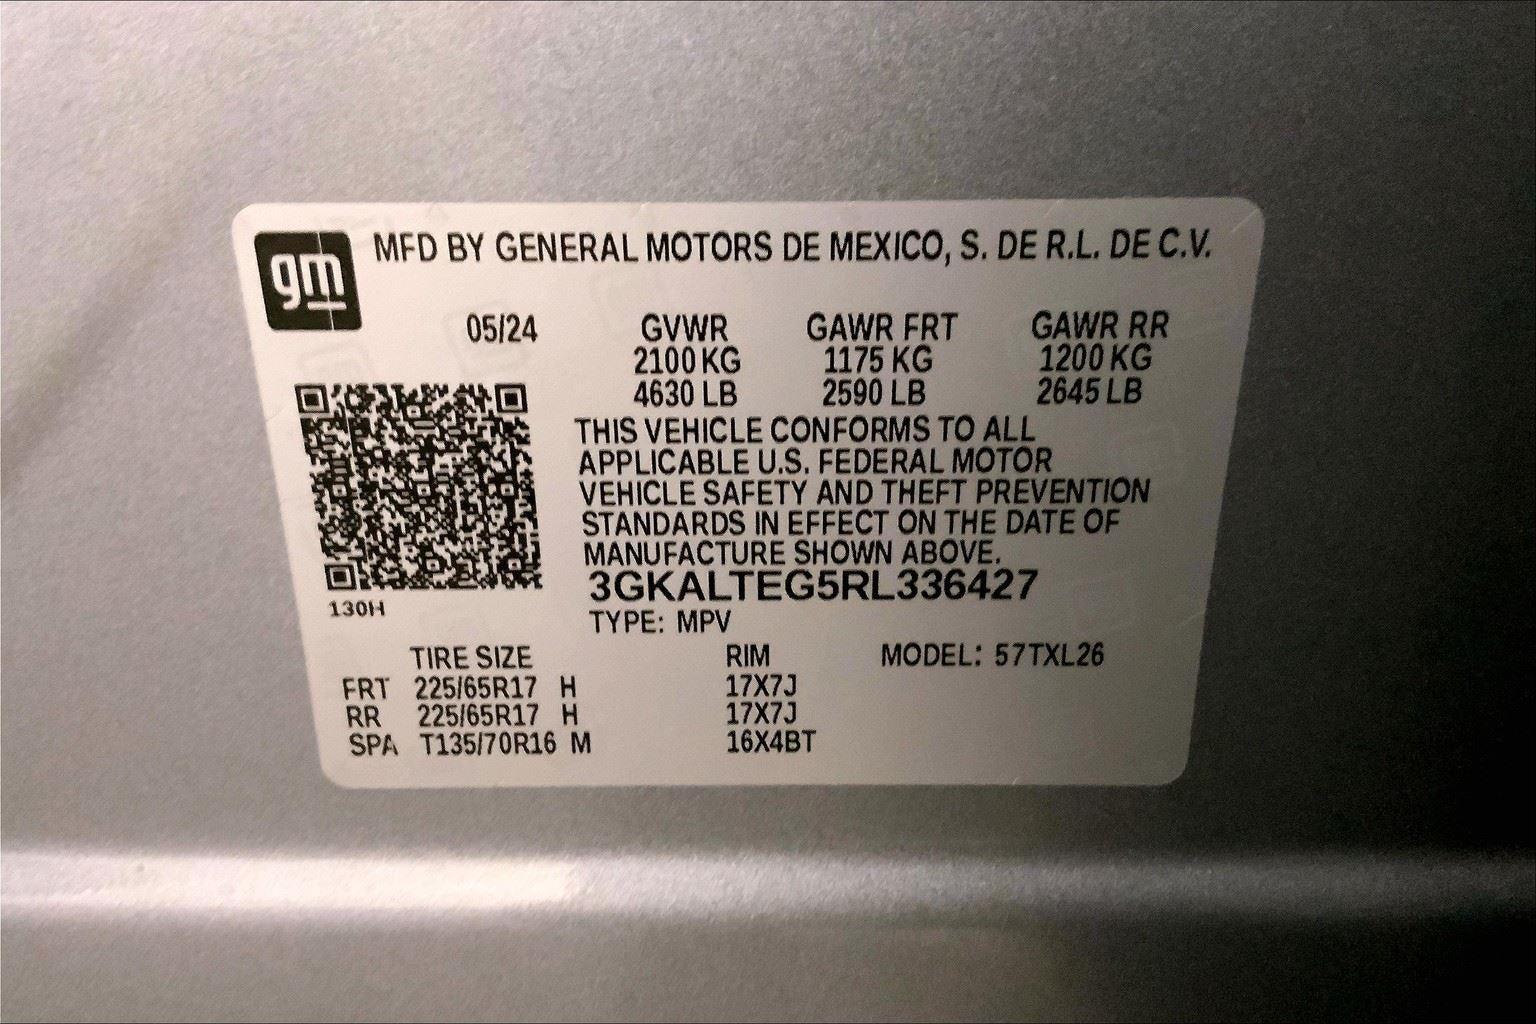 gm
MFD BY GENERAL MOTORS DE MEXICO, S. DE R.L. DE C.V.
05/24 GVWR GAWR FRT GAWR RR
2100 KG 1175 KG 1200 KG
4630 LB 2590 LB 2645 LB
THIS VEHICLE CONFORMS TO ALL
APPLICABLE U.S. FEDERAL MOTOR
VEHICLE SAFETY AND THEFT PREVENTION
STANDARDS IN EFFECT ON THE DATE OF
MANUFACTURE SHOWN ABOVE.
3GKALTEG5RL336427
130H
TYPE: MPV
TIRE SIZE RIM MODEL: 57TXL26
FRT 225/65R17 H 17X7J
RR 225/65R17 H 17X7J
SPA T135/70R16 M 16X4BT